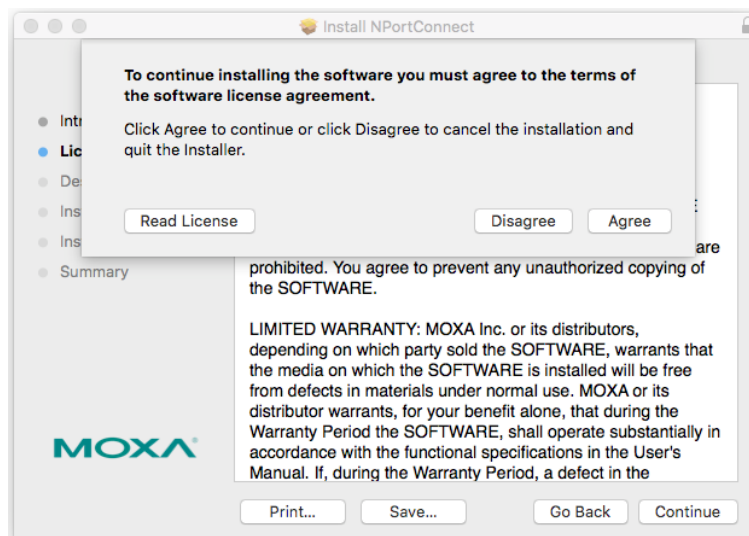 Install NPortConnect
To continue installing the software you must agree to the terms of
the software license agreement.
Click Agree to continue or click Disagree to cancel the installation and
quit the Installer.
Read License
Disagree
Agree
Lic
Ins
Ins
Summary
are
prohibited. You agree to prevent any unauthorized copying of
the SOFTWARE.
LIMITED WARRANTY: MOXA Inc. or its distributors,
depending on which party sold the SOFTWARE, warrants that
the media on which the SOFTWARE is installed will be free
from defects in materials under normal use. MOXA or its
distributor warrants, for your benefit alone, that during the
Warranty Period the SOFTWARE, shall operate substantially in
accordance with the functional specifications in the User's
Manual. If, during the Warranty Period, a defect in the
MOXA
Print...
Save...
Go Back
Continue